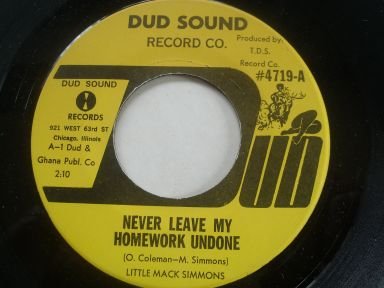 DUD SOUND
RECORD CO.
Produced by:
T.D.S.
Record Co.
#4719-A
DUD SOUND
RECORDS
921 WEST 63rd ST
Chicago, Illinois
A-1 Dud &
Ghana Publ. Co
2:10
Dud
NEVER LEAVE MY
HOMEWORK UNDONE
(O. Coleman-M. Simmons)
LITTLE MACK SIMMONS